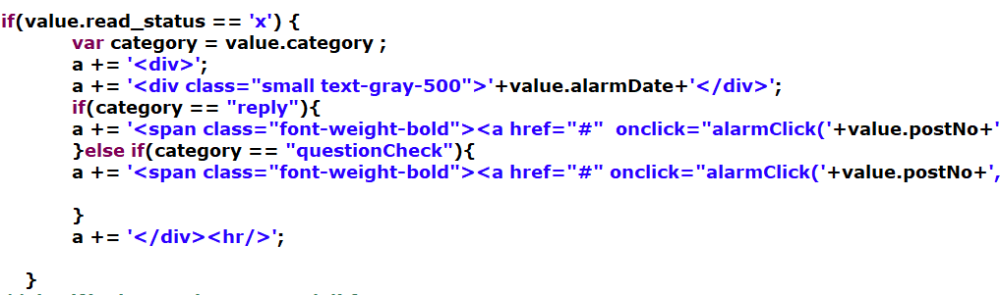 if(value.read_status == 'x') {
var category = value.category ;
a += '<div>';
a += '<div class="small text-gray-500">'+value.alarmDate+'</div>';
if(category == "reply"){
a += '<span class="font-weight-bold"><a href="#"  onclick="alarmClick('+value.postNo+'
}else if(category == "questionCheck"){
a += '<span class="font-weight-bold"><a href="#" onclick="alarmClick('+value.postNo+',
}
a += '</div><hr/>';
}